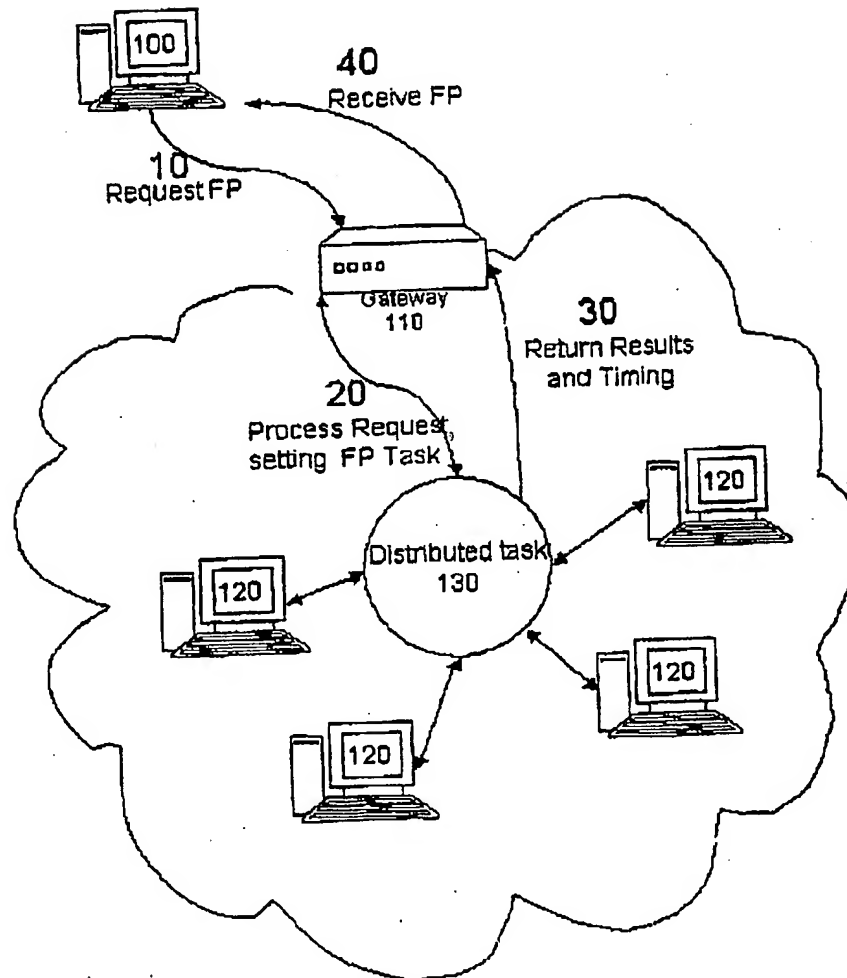 100
40
Receive FP
10
Request FP
Gateway
110
30
Return Results
and Timing
20
Process Request,
setting FP Task
120
Distributed task
130
120
120
120